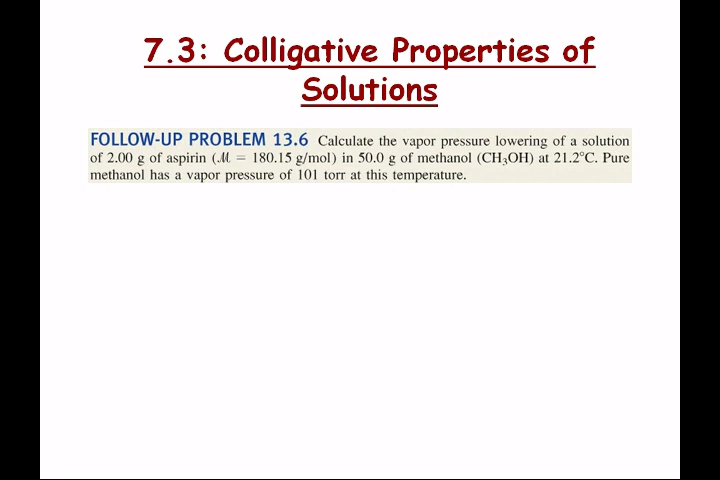 7.3: Colligative Properties of
Solutions
FOLLOW-UP PROBLEM 13.6 Calculate the vapor pressure lowering of a solution
of 2.00 g of aspirin (ℳ = 180.15 g/mol) in 50.0 g of methanol (CH₃OH) at 21.2°C. Pure
methanol has a vapor pressure of 101 torr at this temperature.